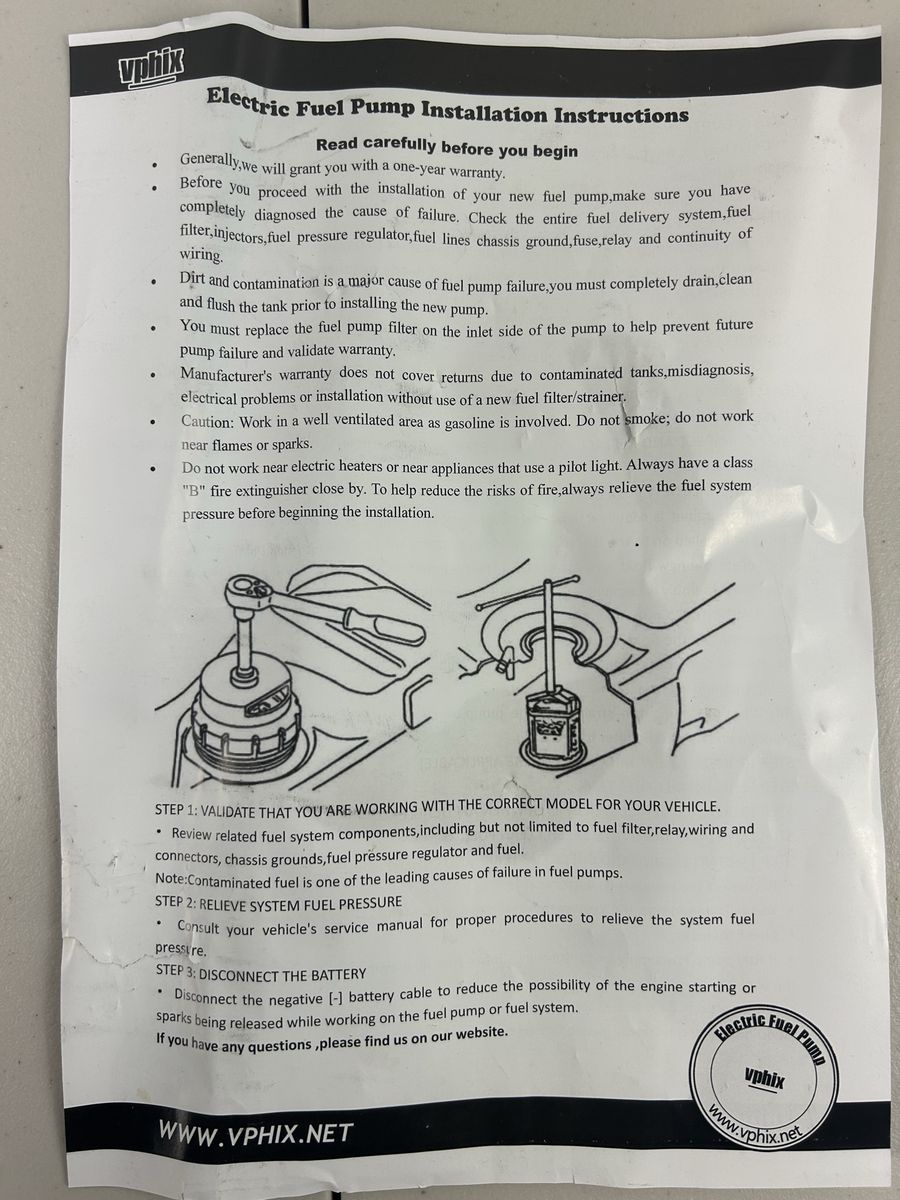 vphix
Electric Fuel Pump Installation Instructions
Read carefully before you begin
• Generally,we will grant you with a one-year warranty.
• Before you proceed with the installation of your new fuel pump,make sure you have
completely diagnosed the cause of failure. Check the entire fuel delivery system,fuel
filter,injectors,fuel pressure regulator,fuel lines chassis ground,fuse,relay and continuity of
wiring.
• Dirt and contamination is a major cause of fuel pump failure,you must completely drain,clean
and flush the tank prior to installing the new pump.
• You must replace the fuel pump filter on the inlet side of the pump to help prevent future
pump failure and validate warranty.
• Manufacturer's warranty does not cover returns due to contaminated tanks,misdiagnosis,
electrical problems or installation without use of a new fuel filter/strainer.
• Caution: Work in a well ventilated area as gasoline is involved. Do not smoke; do not work
near flames or sparks.
• Do not work near electric heaters or near appliances that use a pilot light. Always have a class
"B" fire extinguisher close by. To help reduce the risks of fire,always relieve the fuel system
pressure before beginning the installation.
STEP 1: VALIDATE THAT YOU ARE WORKING WITH THE CORRECT MODEL FOR YOUR VEHICLE.
• Review related fuel system components,including but not limited to fuel filter,relay,wiring and
connectors, chassis grounds,fuel pressure regulator and fuel.
Note:Contaminated fuel is one of the leading causes of failure in fuel pumps.
STEP 2: RELIEVE SYSTEM FUEL PRESSURE
• Consult your vehicle's service manual for proper procedures to relieve the system fuel
pressure.
STEP 3: DISCONNECT THE BATTERY
• Disconnect the negative [-] battery cable to reduce the possibility of the engine starting or
sparks being released while working on the fuel pump or fuel system.
If you have any questions ,please find us on our website.
Electric Fuel Pump
vphix
www.vphix.net
WWW.VPHIX.NET